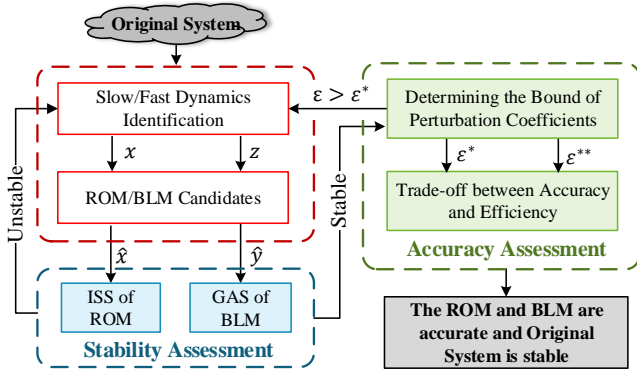 Original System
Slow/Fast Dynamics
Identification
x
z
ROM/BLM Candidates
x̂
ŷ
Unstable
ISS of
ROM
GAS of
BLM
Stability Assessment
Stable
ε > ε*
Determining the Bound of
Perturbation Coefficients
ε*
ε**
Trade-off between Accuracy
and Efficiency
Accuracy Assessment
The ROM and BLM are
accurate and Original
System is stable